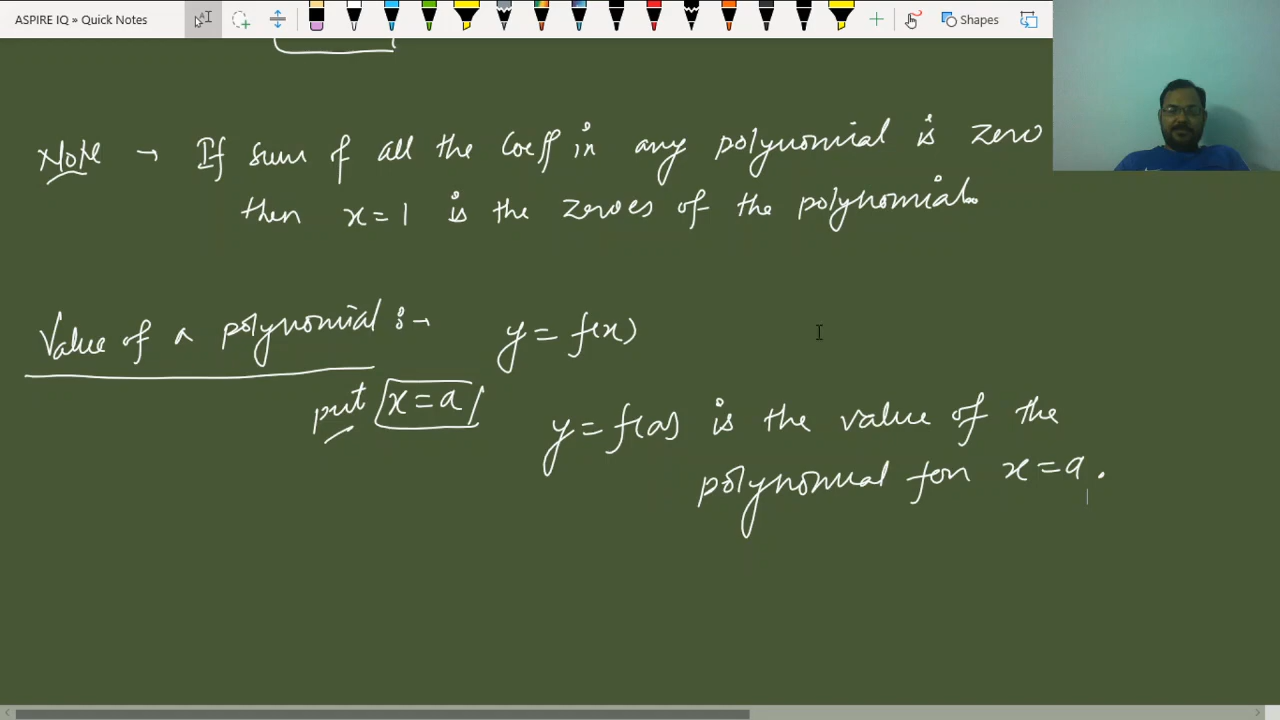 ASPIRE IQ » Quick Notes
Shapes
Note → If sum of all the Coeff in any polynomial is zero
then x = 1 is the zeroes of the polynomial.
Value of a polynomial :→ y = f(x)
put x = a
y = f(a) is the value of the
polynomial for x = a.